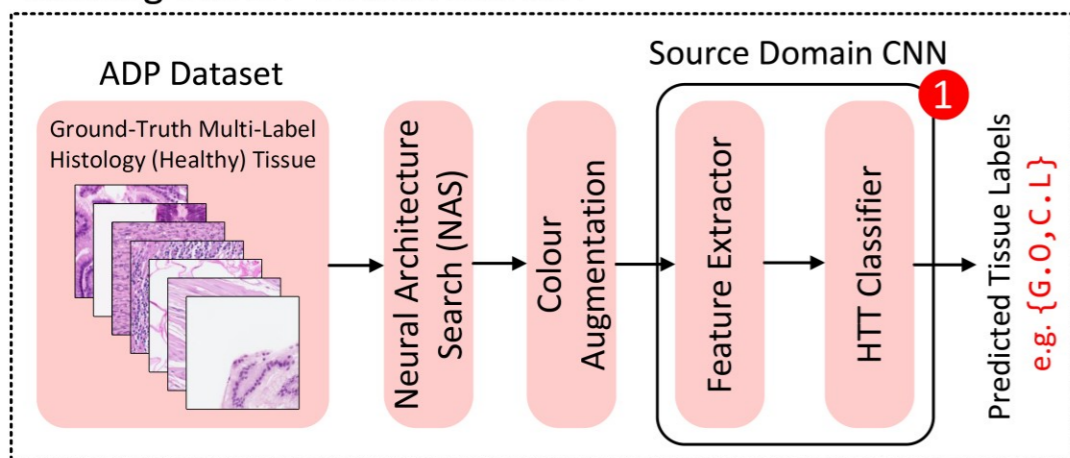 ADP Dataset
Ground-Truth Multi-Label
Histology (Healthy) Tissue
Neural Architecture
Search (NAS)
Colour
Augmentation
Source Domain CNN
1
Feature Extractor
HTT Classifier
Predicted Tissue Labels
e.g. {G.O,C.L}